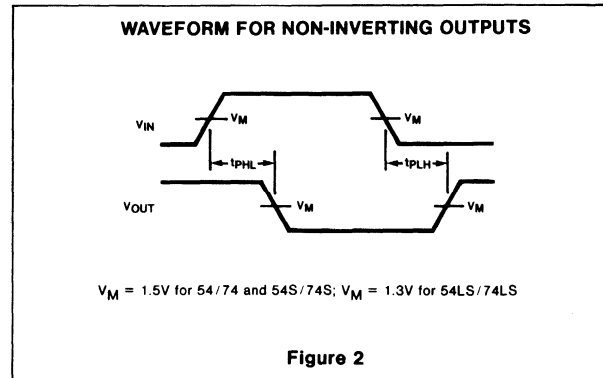 WAVEFORM FOR NON-INVERTING OUTPUTS
VIN
VM
VM
tPHL
tPLH
VOUT
VM
VM
VM = 1.5V for 54/74 and 54S/74S; VM = 1.3V for 54LS/74LS
Figure 2